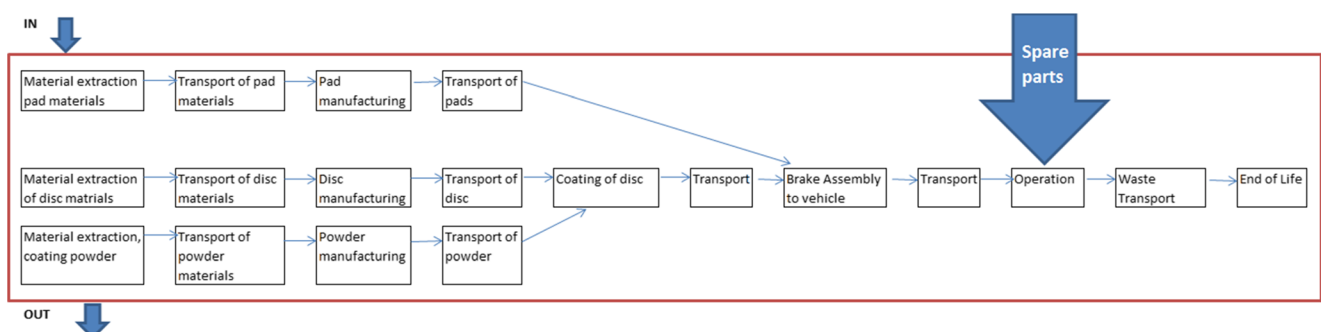 IN
Spare
parts
Material extraction
pad materials
Transport of pad
materials
Pad
manufacturing
Transport of
pads
Material extraction
of disc matrials
Transport of disc
materials
Disc
manufacturing
Transport of
disc
Coating of disc
Transport
Brake Assembly
to vehicle
Transport
Operation
Waste
Transport
End of Life
Material extraction,
coating powder
Transport of
powder
materials
Powder
manufacturing
Transport of
powder
OUT